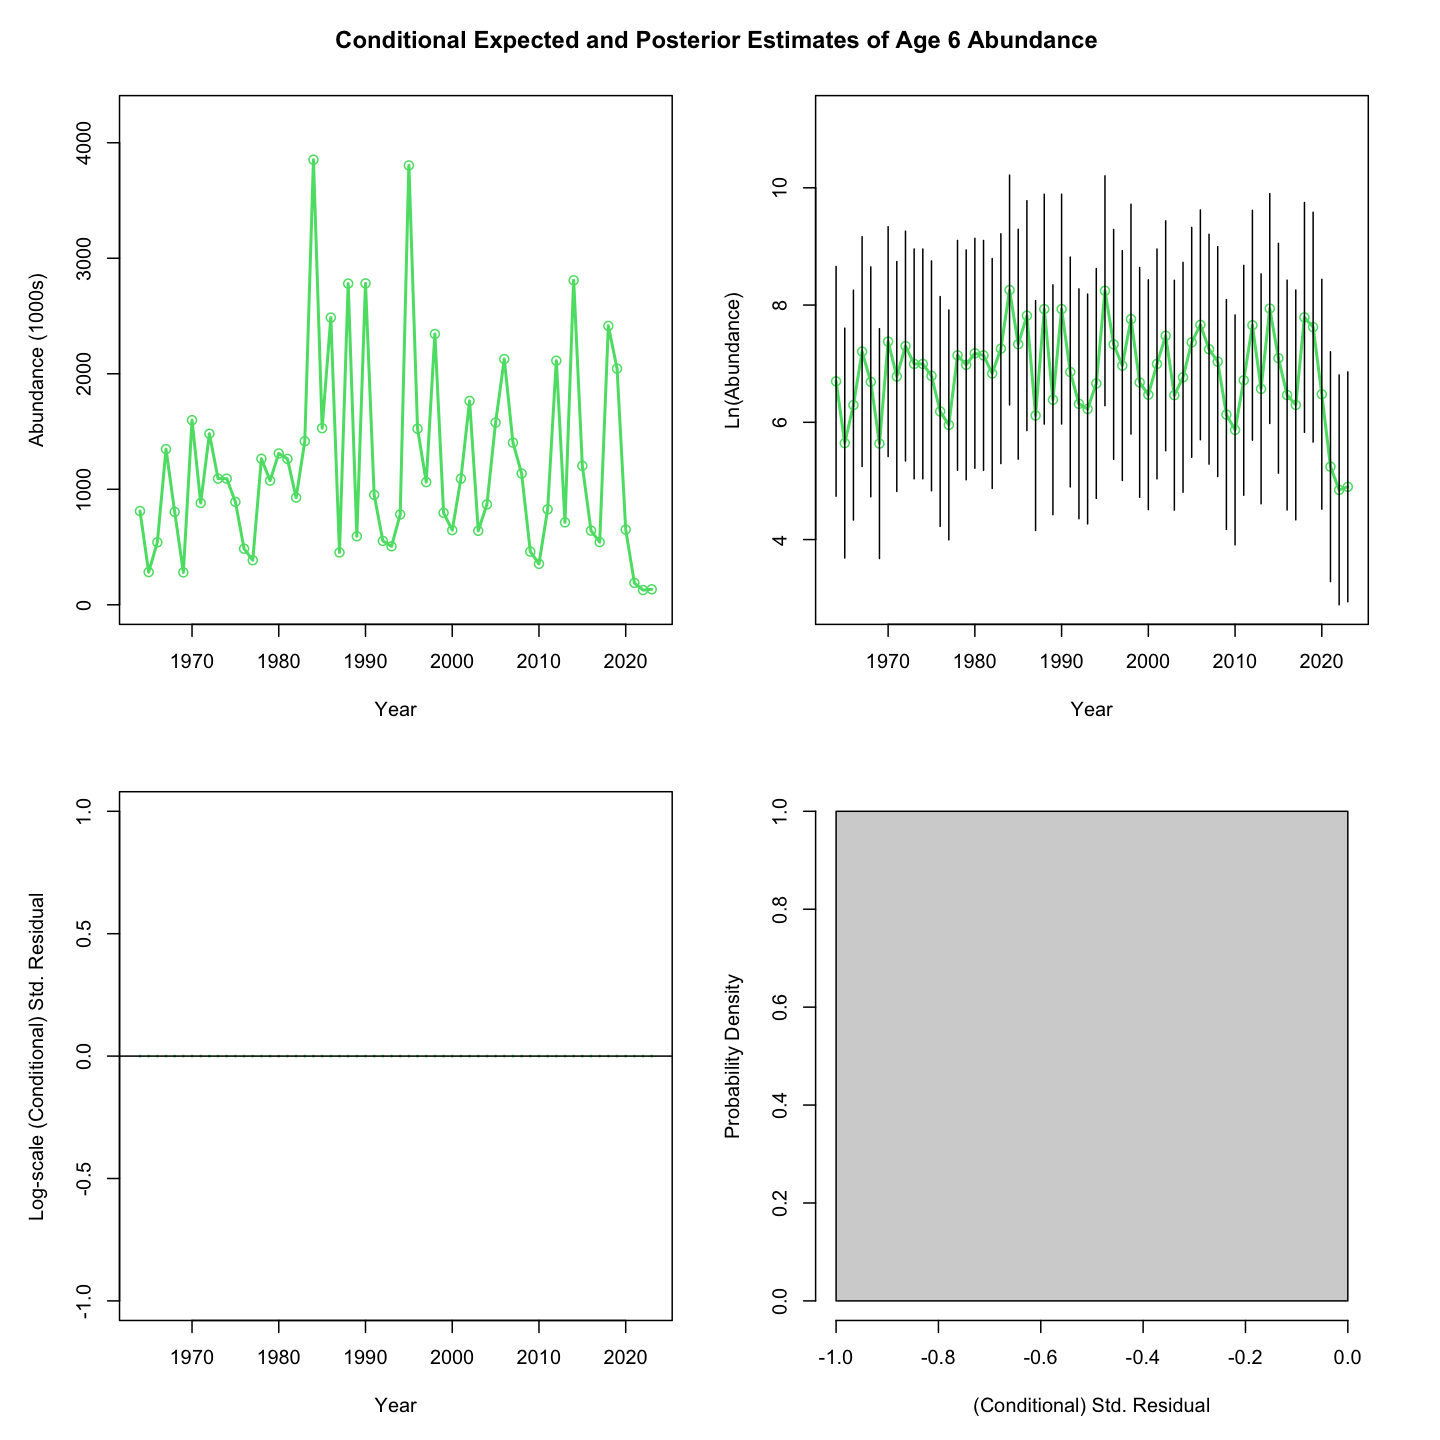 Conditional Expected and Posterior Estimates of Age 6 Abundance
Abundance (1000s)
4000
3000
2000
1000
0
1970 1980 1990 2000 2010 2020
Year
Ln(Abundance)
10
8
6
4
1970 1980 1990 2000 2010 2020
Year
Log-scale (Conditional) Std. Residual
1.0
0.5
0.0
-0.5
-1.0
1970 1980 1990 2000 2010 2020
Year
Probability Density
1.0
0.8
0.6
0.4
0.2
0.0
-1.0 -0.8 -0.6 -0.4 -0.2 0.0
(Conditional) Std. Residual